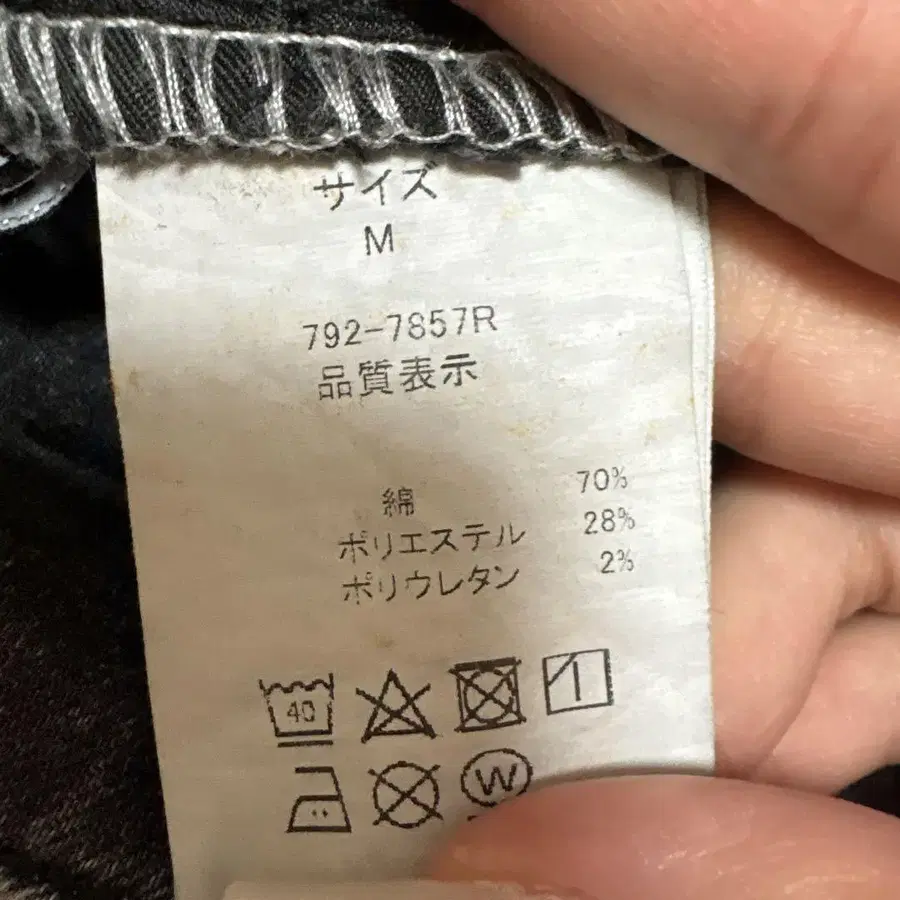 サイズ
M
792-7857R
品質表示
綿 70%
ポリエステル 28%
ポリウレタン 2%
40
W